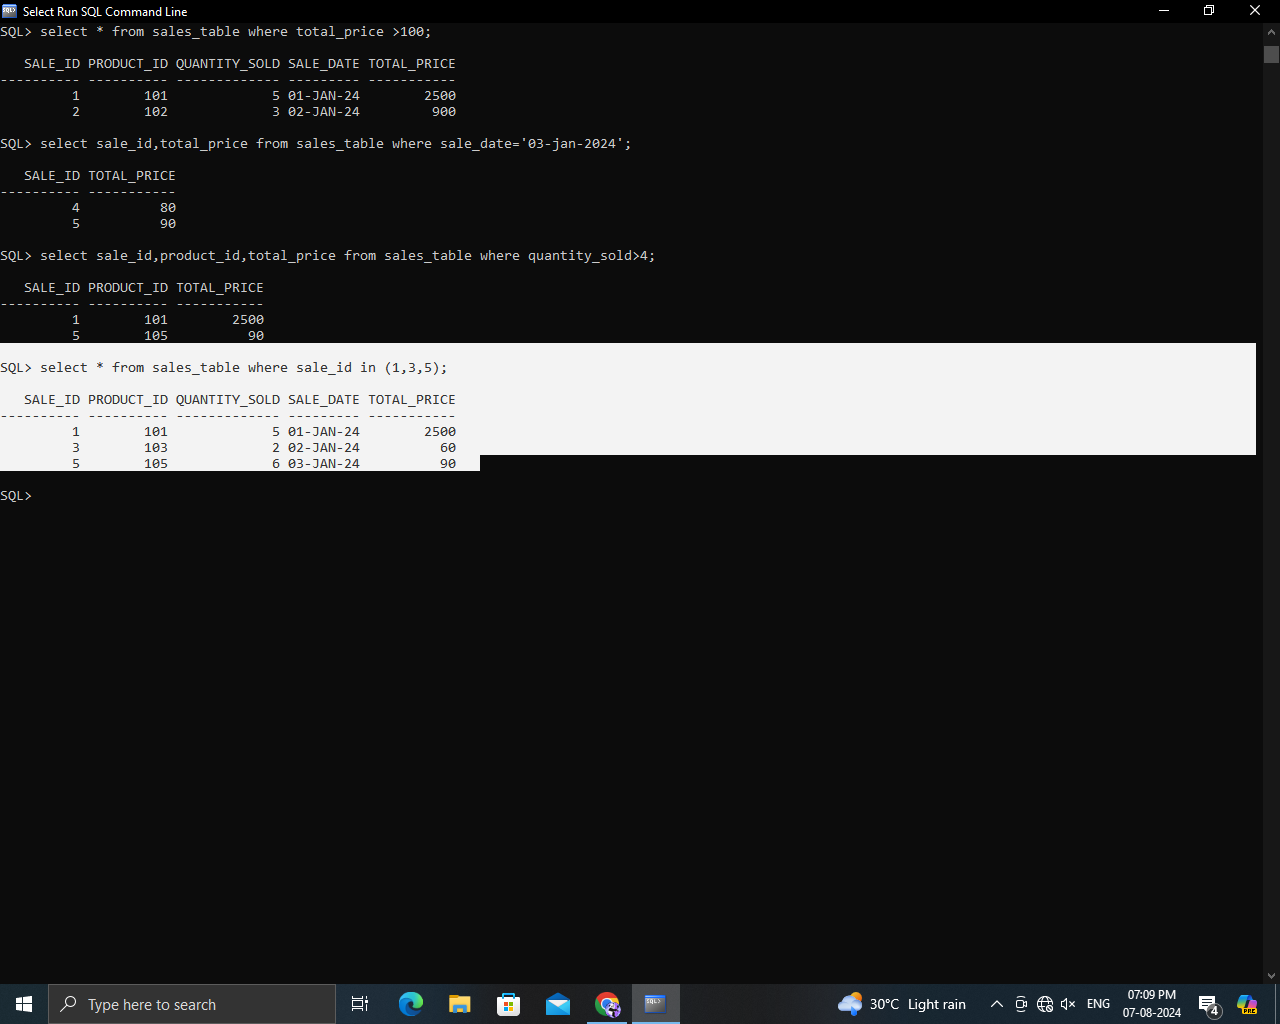 Select Run SQL Command Line
SQL> select * from sales_table where total_price >100;
   SALE_ID PRODUCT_ID QUANTITY_SOLD SALE_DATE TOTAL_PRICE
---------- ---------- ------------- --------- -----------
         1        101             5 01-JAN-24        2500
         2        102             3 02-JAN-24         900
SQL> select sale_id,total_price from sales_table where sale_date='03-jan-2024';
   SALE_ID TOTAL_PRICE
---------- -----------
         4          80
         5          90
SQL> select sale_id,product_id,total_price from sales_table where quantity_sold>4;
   SALE_ID PRODUCT_ID TOTAL_PRICE
---------- ---------- -----------
         1        101        2500
         5        105          90
SQL> select * from sales_table where sale_id in (1,3,5);
   SALE_ID PRODUCT_ID QUANTITY_SOLD SALE_DATE TOTAL_PRICE
---------- ---------- ------------- --------- -----------
         1        101             5 01-JAN-24        2500
         3        103             2 02-JAN-24          60
         5        105             6 03-JAN-24          90
SQL>
Type here to search
30°C Light rain
ENG
07:09 PM
07-08-2024
4
PRE